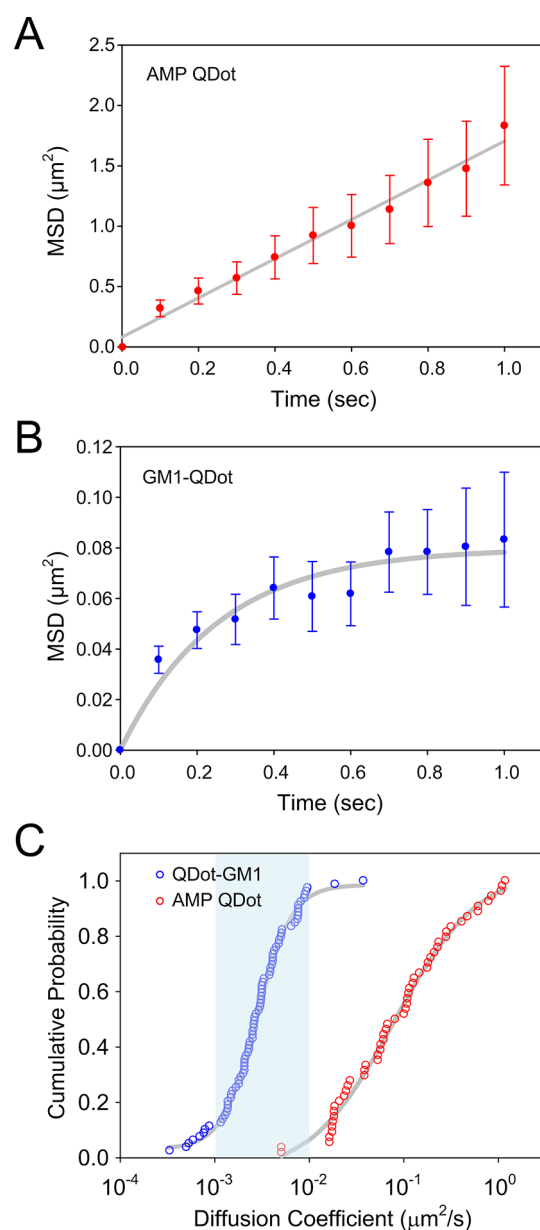 A
AMP QDot
MSD (µm²)
2.5
2.0
1.5
1.0
0.5
0.0
0.0 0.2 0.4 0.6 0.8 1.0
Time (sec)
B
GM1-QDot
MSD (µm²)
0.12
0.10
0.08
0.06
0.04
0.02
0.00
0.0 0.2 0.4 0.6 0.8 1.0
Time (sec)
C
QDot-GM1
AMP QDot
Cumulative Probability
1.0
0.8
0.6
0.4
0.2
0.0
10⁻⁴ 10⁻³ 10⁻² 10⁻¹ 10⁰
Diffusion Coefficient (µm²/s)